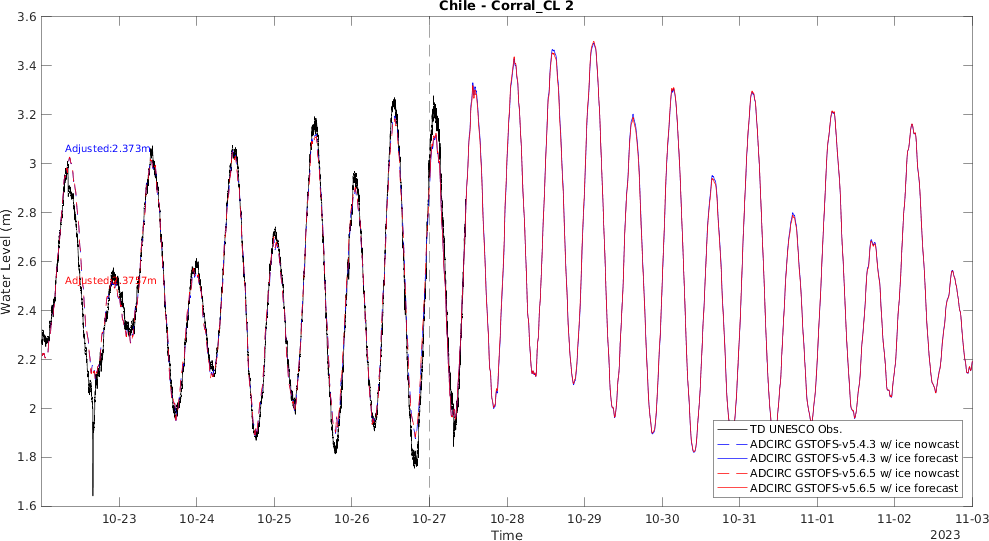 Chile - Corral_CL 2
Water Level (m)
3.6
3.4
3.2
3
2.8
2.6
2.4
2.2
2
1.8
1.6
Adjusted:2.373m
TD UNESCO Obs.
ADCIRC GSTOFS-v5.4.3 w/ ice nowcast
ADCIRC GSTOFS-v5.4.3 w/ ice forecast
ADCIRC GSTOFS-v5.6.5 w/ ice nowcast
ADCIRC GSTOFS-v5.6.5 w/ ice forecast
10-23
10-24
10-25
10-26
10-27
10-28
10-29
10-30
10-31
11-01
11-02
11-03
Time
2023